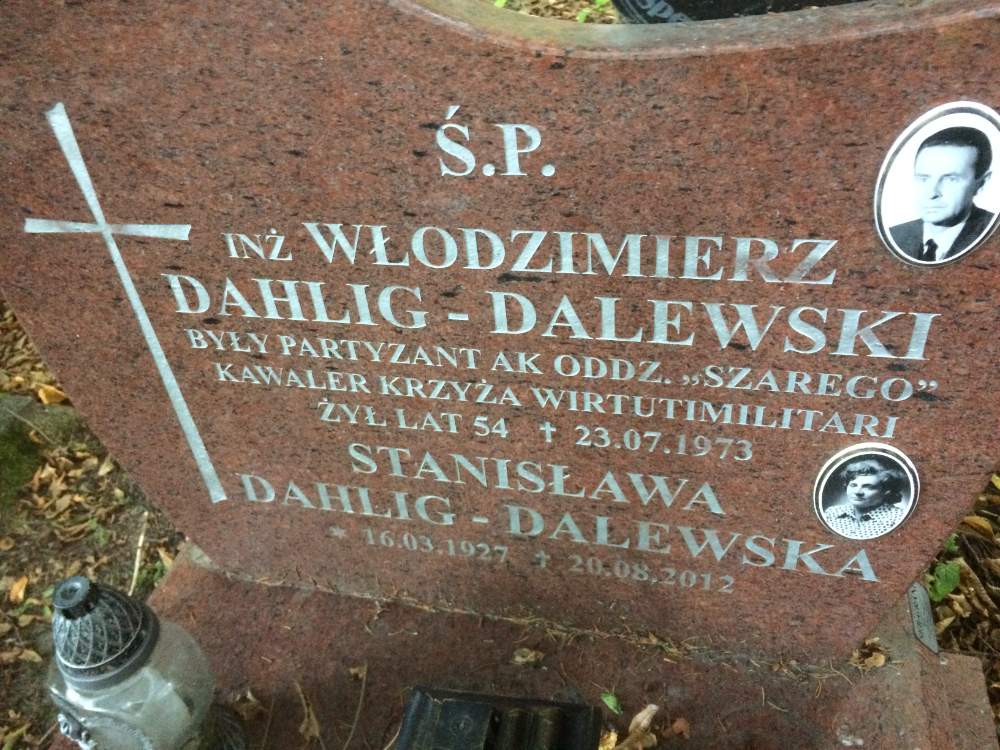 Ś.P.
INŻ WŁODZIMIERZ
DAHLIG - DALEWSKI
BYŁY PARTYZANT AK ODDZ. „SZAREGO”
KAWALER KRZYŻA WIRTUTIMILITARI
ŻYŁ LAT 54 ✝ 23.07.1973
STANISŁAWA
DAHLIG - DALEWSKA
* 16.03.1927 ✝ 20.08.2012